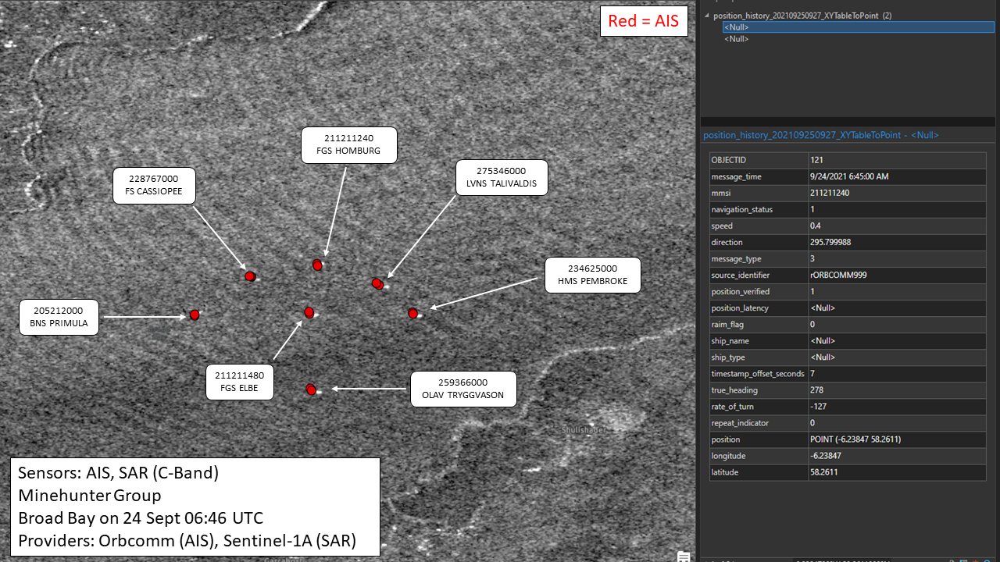 Red = AIS
211211240
FGS HOMBURG
228767000
FS CASSIOPEE
275346000
LVNS TALIVALDIS
234625000
HMS PEMBROKE
205212000
BNS PRIMULA
211211480
FGS ELBE
259366000
OLAV TRYGGVASON
Shulishader
Sensors: AIS, SAR (C-Band)
Minehunter Group
Broad Bay on 24 Sept 06:46 UTC
Providers: Orbcomm (AIS), Sentinel-1A (SAR)
position_history_202109250927_XYTableToPoint (2)
<Null>
<Null>
position_history_202109250927_XYTableToPoint - <Null>
OBJECTID 121
message_time 9/24/2021 6:45:00 AM
mmsi 211211240
navigation_status 1
speed 0.4
direction 295.799988
message_type 3
source_identifier rORBCOMM999
position_verified 1
position_latency <Null>
raim_flag 0
ship_name <Null>
ship_type <Null>
timestamp_offset_seconds 7
true_heading 278
rate_of_turn -127
repeat_indicator 0
position POINT (-6.23847 58.2611)
longitude -6.23847
latitude 58.2611